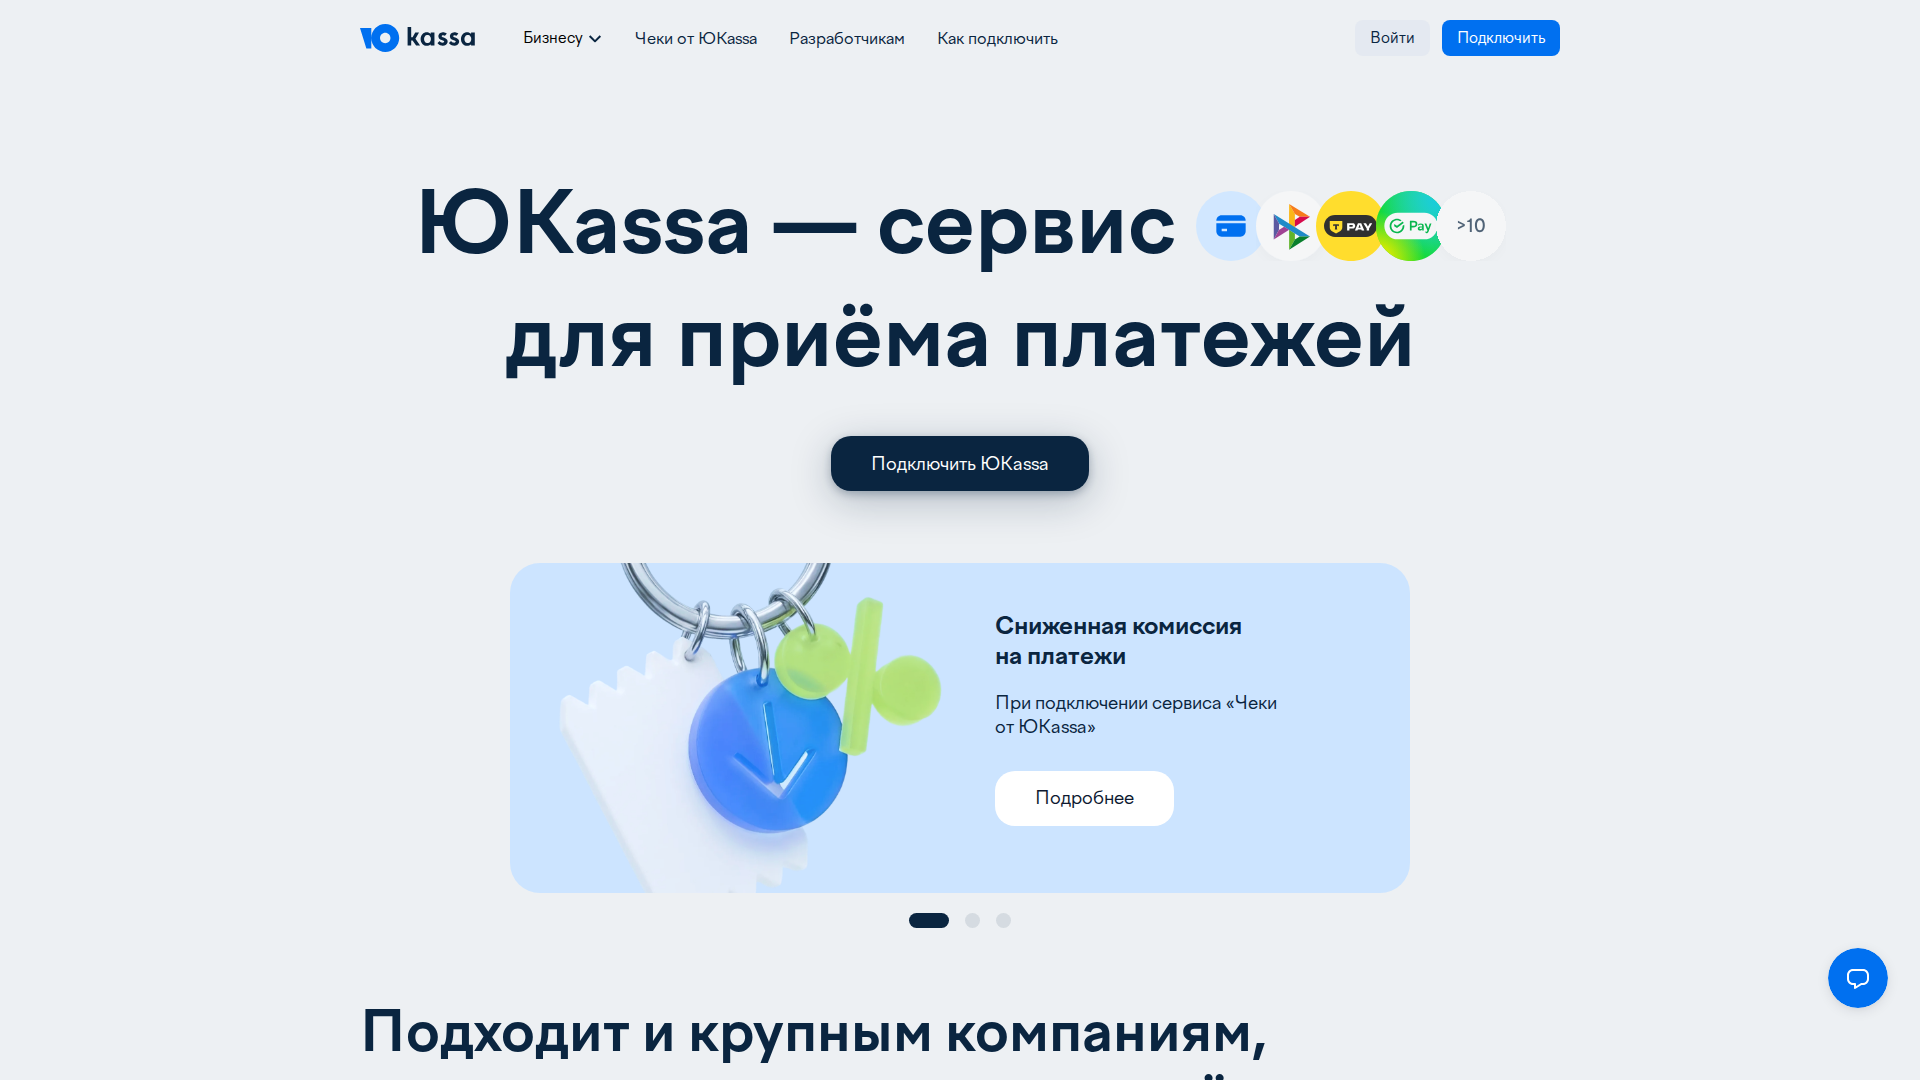 Ю kassa
Бизнесу
Чеки от ЮKassa
Разработчикам
Как подключить
Войти
Подключить
ЮKassa — сервис
T PAY
Pay
>10
для приёма платежей
Подключить ЮKassa
Сниженная комиссия
на платежи
При подключении сервиса «Чеки
от ЮKassa»
Подробнее
Подходит и крупным компаниям,